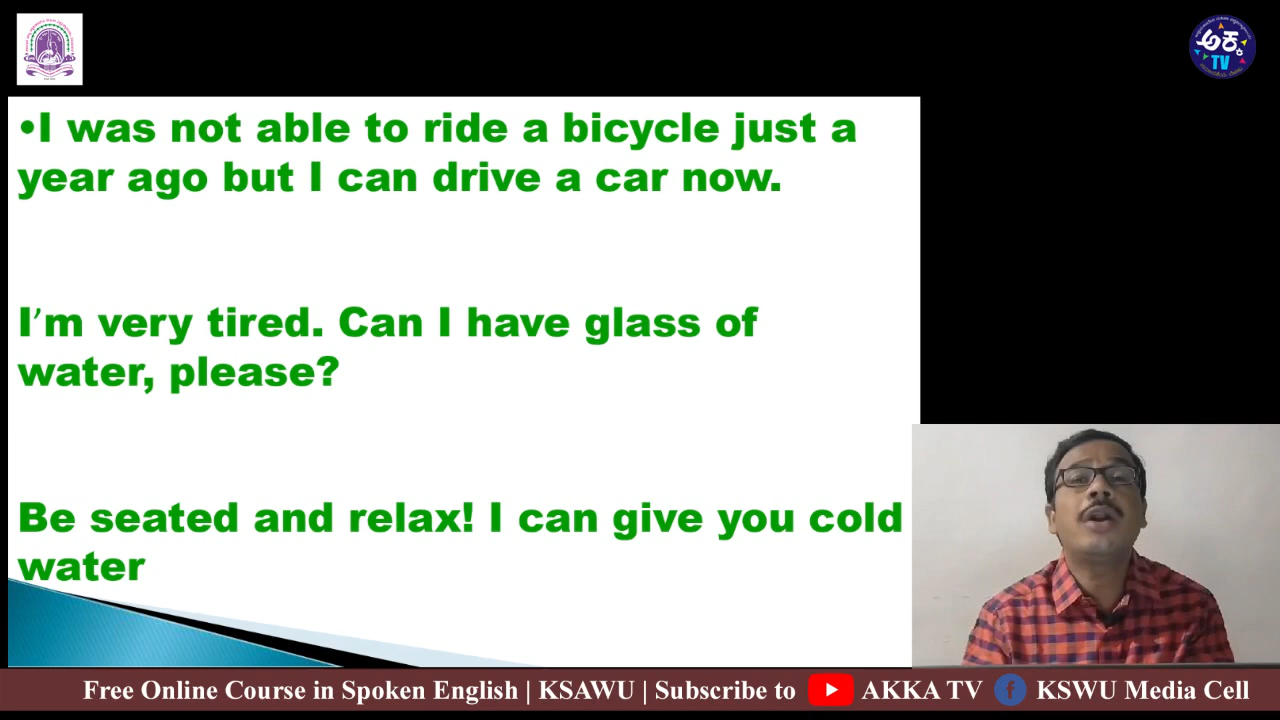 ಅಕ್ಕ
TV
•I was not able to ride a bicycle just a
year ago but I can drive a car now.
I’m very tired. Can I have glass of
water, please?
Be seated and relax! I can give you cold
water
Free Online Course in Spoken English | KSAWU | Subscribe to AKKA TV KSWU Media Cell